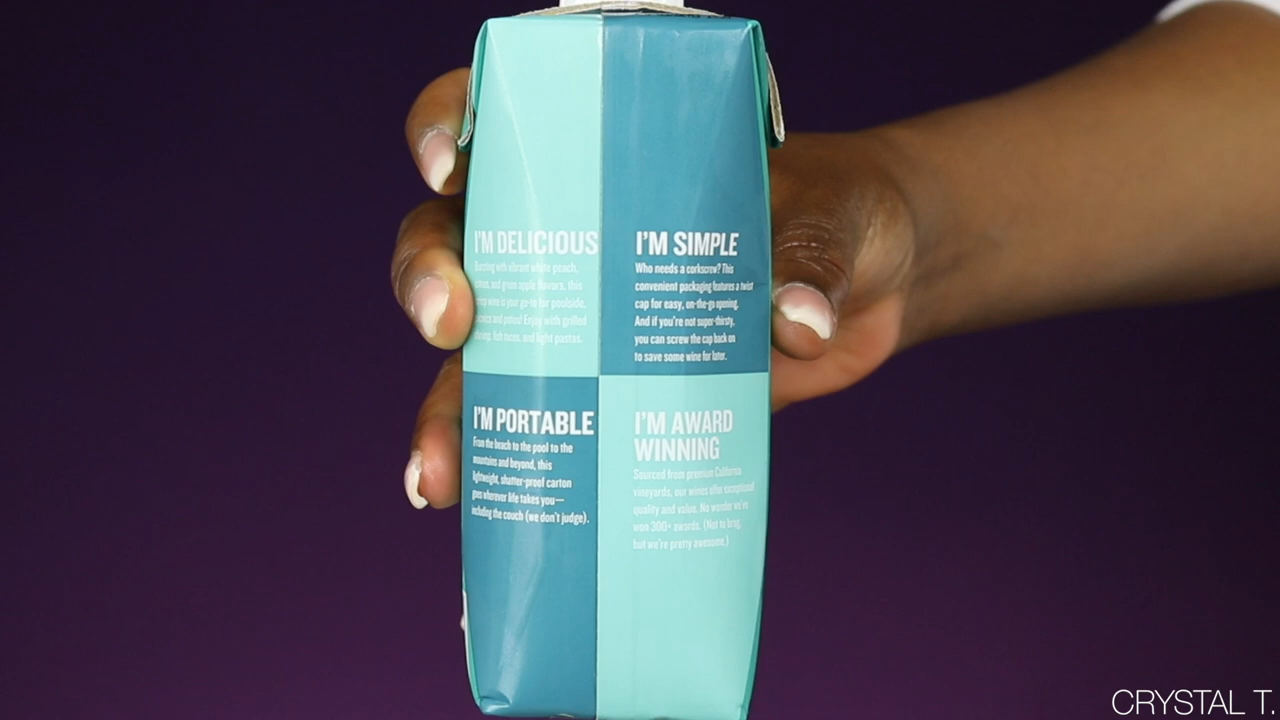 I'M DELICIOUS
Bursting with vibrant white peach,
citrus, and green apple flavors, this
crisp wine is your go-to for poolside,
picnics and patios! Enjoy with grilled
shrimp, fish tacos, and light pastas.
I'M SIMPLE
Who needs a corkscrew? This
convenient packaging features a twist
cap for easy, on-the-go opening.
And if you're not super-thirsty,
you can screw the cap back on
to save some wine for later.
I'M PORTABLE
From the beach to the pool to the
mountains and beyond, this
lightweight, shatter-proof carton
goes wherever life takes you—
including the couch (we don't judge).
I'M AWARD
WINNING
Sourced from premium California
vineyards, our wines offer exceptional
quality and value. No wonder we've
won 300+ awards. (Not to brag,
but we're pretty awesome.)
CRYSTAL T.